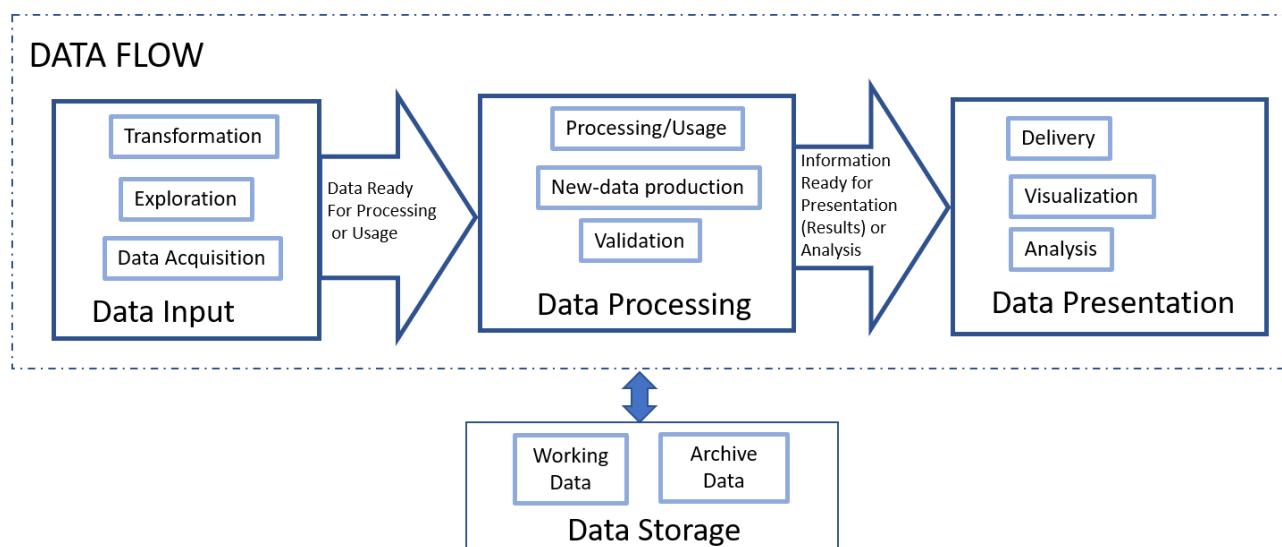 DATA FLOW
Transformation
Exploration
Data Acquisition
Data Input
Data Ready
For Processing
or Usage
Processing/Usage
New-data production
Validation
Data Processing
Information
Ready for
Presentation
(Results) or
Analysis
Delivery
Visualization
Analysis
Data Presentation
Working
Data
Archive
Data
Data Storage